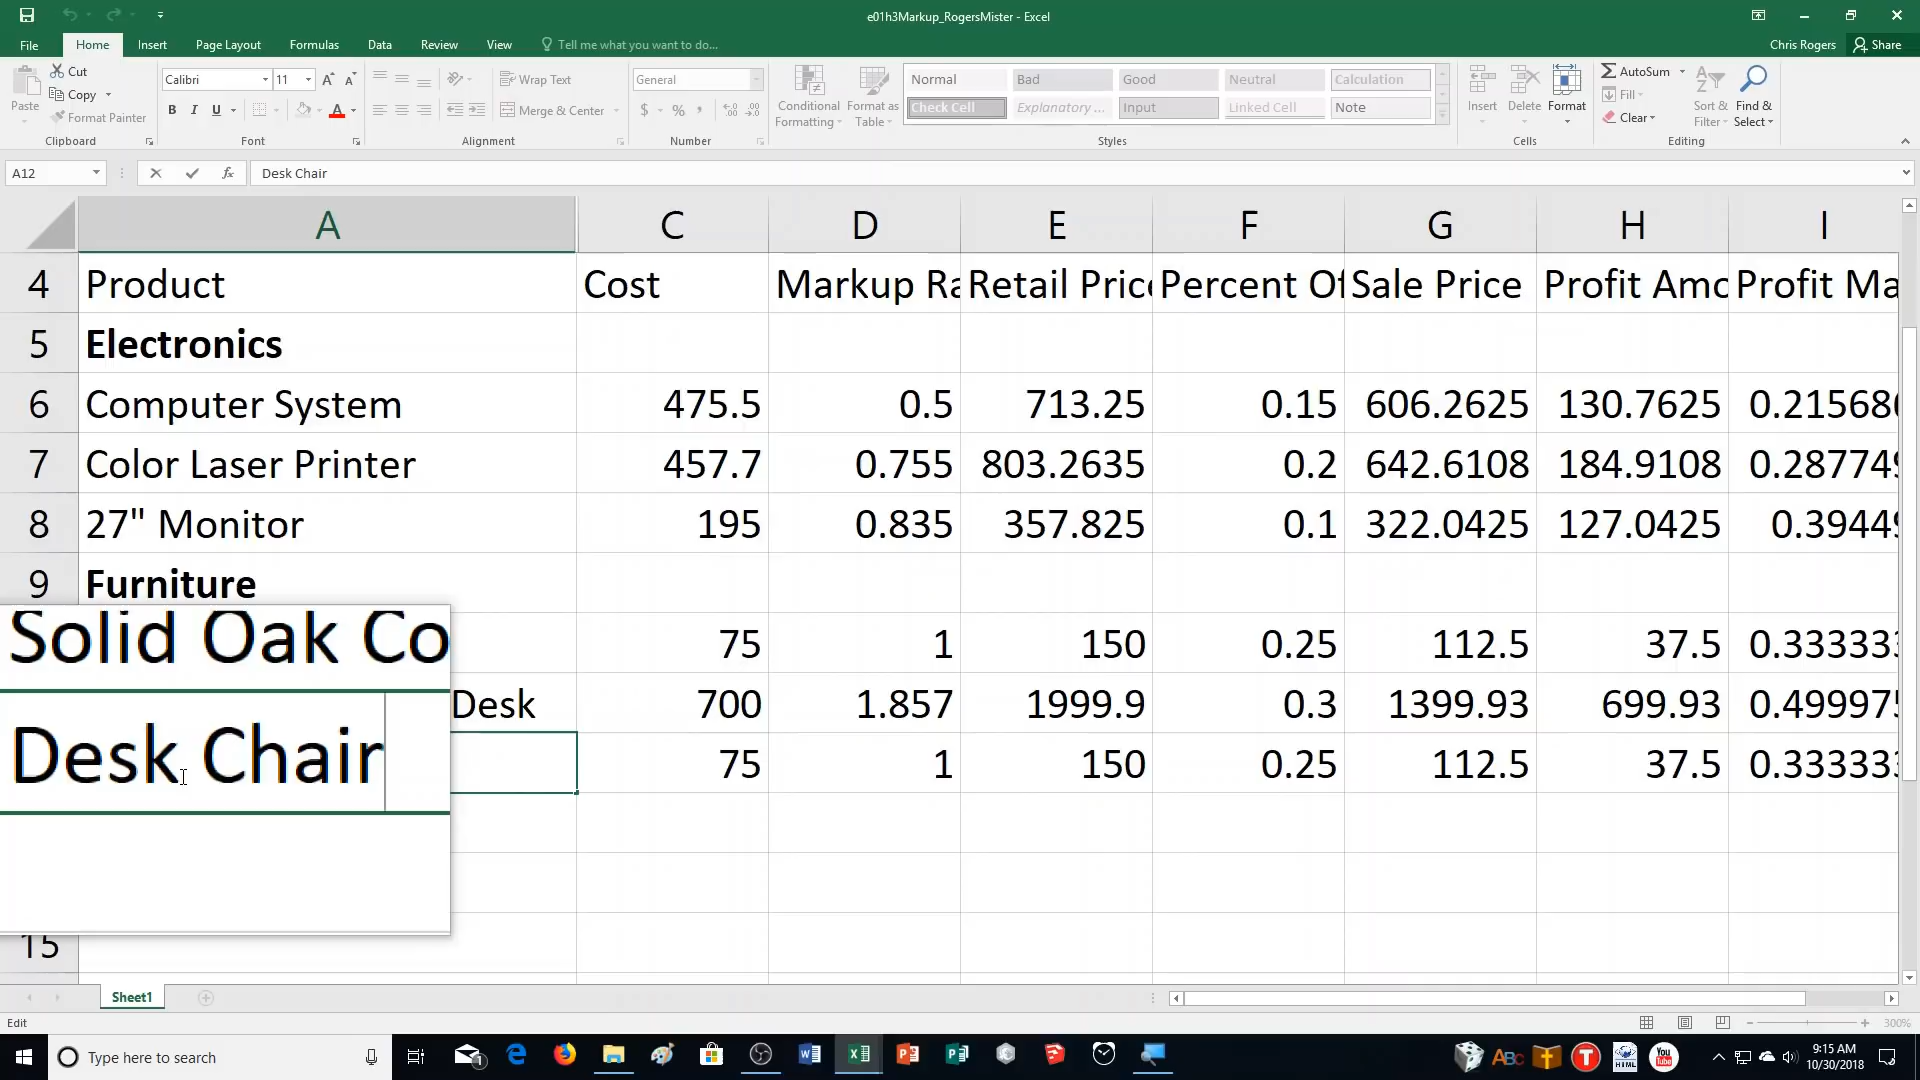 e01h3Markup_RogersMister - Excel
File Home Insert Page Layout Formulas Data Review View Tell me what you want to do... Chris Rogers Share
Paste Cut Copy Format Painter Clipboard
Calibri 11 A A B I U A Font
Wrap Text Merge & Center Alignment
General $ % , Number
Conditional Formatting Format as Table
Normal Bad Good Neutral Calculation
Check Cell Explanatory ... Input Linked Cell Note
Styles
Insert Delete Format Cells
AutoSum Fill Clear Sort & Filter Find & Select Editing
A12 fx Desk Chair
A C D E F G H I
4 Product Cost Markup Ra Retail Price Percent Of Sale Price Profit Amo Profit Ma
5 Electronics
6 Computer System 475.5 0.5 713.25 0.15 606.2625 130.7625 0.215686
7 Color Laser Printer 457.7 0.755 803.2635 0.2 642.6108 184.9108 0.287749
8 27" Monitor 195 0.835 357.825 0.1 322.0425 127.0425 0.39449
9 Furniture
75 1 150 0.25 112.5 37.5 0.333333
Desk 700 1.857 1999.9 0.3 1399.93 699.93 0.499975
75 1 150 0.25 112.5 37.5 0.333333
Solid Oak Co
Desk Chair
15
Sheet1
Edit 300%
Type here to search
9:15 AM
10/30/2018